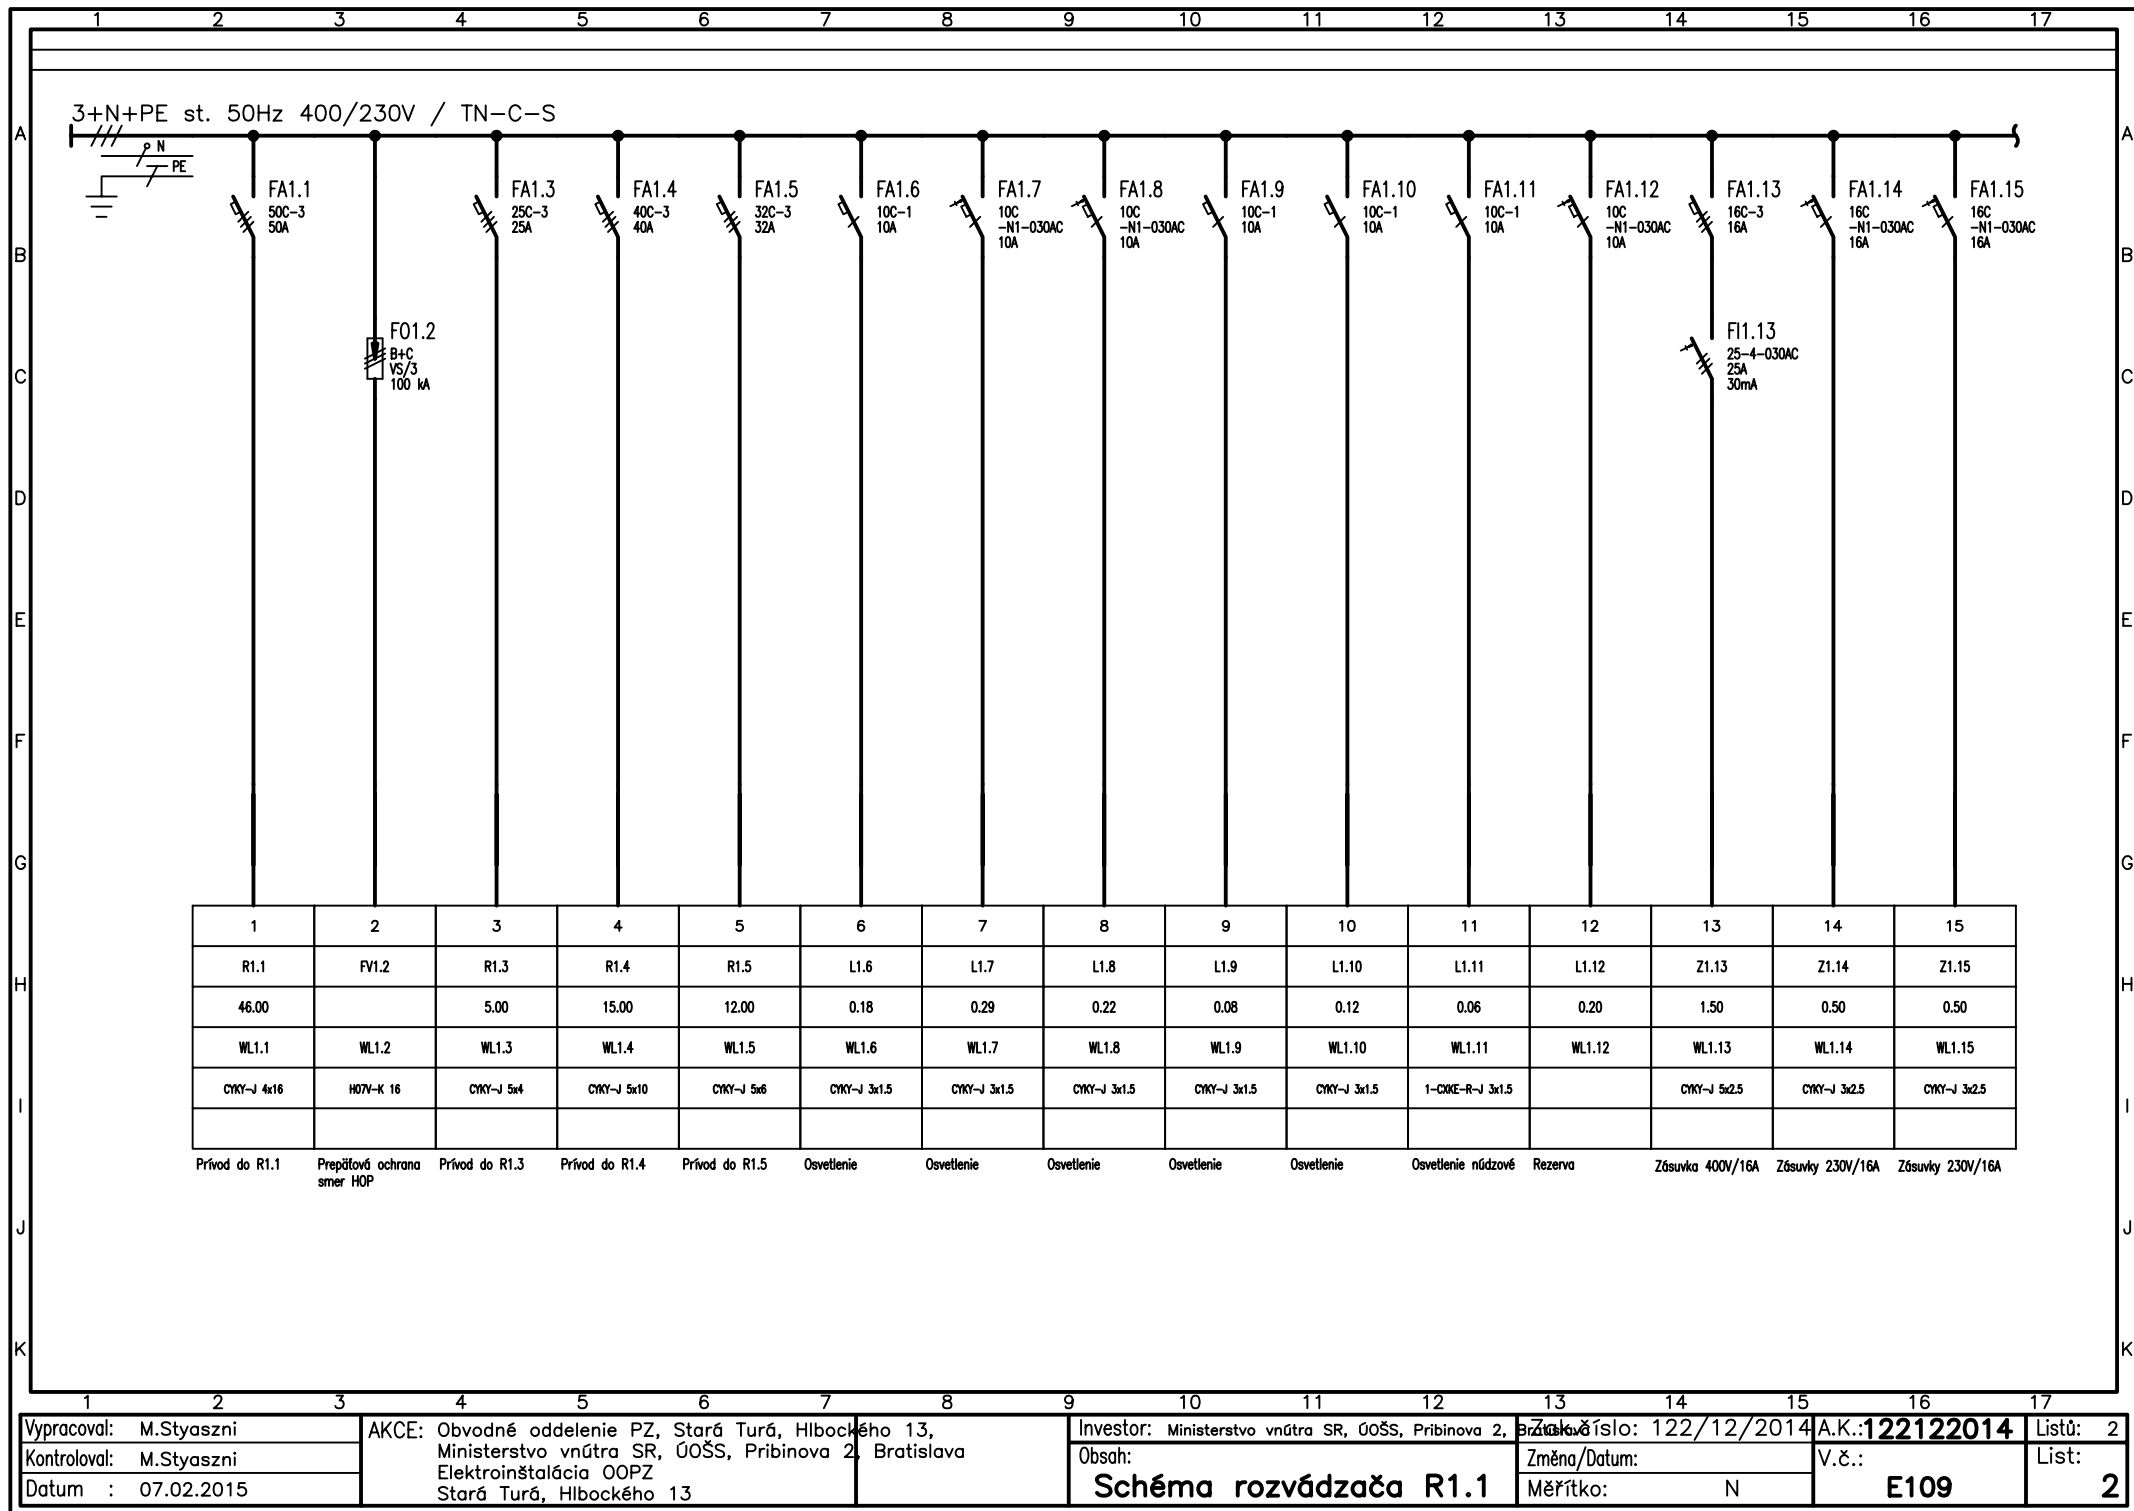 1 2 3 4 5 6 7 8 9 10 11 12 13 14 15 16 17
3+N+PE st. 50Hz 400/230V / TN-C-S
A A
N
PE
FA1.1
50C-3
50A
FA1.3
25C-3
25A
FA1.4
40C-3
40A
FA1.5
32C-3
32A
FA1.6
10C-1
10A
FA1.7
10C
-N1-030AC
10A
FA1.8
10C
-N1-030AC
10A
FA1.9
10C-1
10A
FA1.10
10C-1
10A
FA1.11
10C-1
10A
FA1.12
10C
-N1-030AC
10A
FA1.13
16C-3
16A
FA1.14
16C
-N1-030AC
16A
FA1.15
16C
-N1-030AC
16A
B B
FO1.2
B+C
VS/3
100 kA
FI1.13
25-4-030AC
25A
30mA
C C
D D
E E
F F
G G
1 2 3 4 5 6 7 8 9 10 11 12 13 14 15
R1.1 FV1.2 R1.3 R1.4 R1.5 L1.6 L1.7 L1.8 L1.9 L1.10 L1.11 L1.12 Z1.13 Z1.14 Z1.15
H H
46.00 5.00 15.00 12.00 0.18 0.29 0.22 0.08 0.12 0.06 0.20 1.50 0.50 0.50
WL1.1 WL1.2 WL1.3 WL1.4 WL1.5 WL1.6 WL1.7 WL1.8 WL1.9 WL1.10 WL1.11 WL1.12 WL1.13 WL1.14 WL1.15
CYKY-J 4x16 H07V-K 16 CYKY-J 5x4 CYKY-J 5x10 CYKY-J 5x6 CYKY-J 3x1.5 CYKY-J 3x1.5 CYKY-J 3x1.5 CYKY-J 3x1.5 CYKY-J 3x1.5 1-CXKE-R-J 3x1.5 CYKY-J 5x2.5 CYKY-J 3x2.5 CYKY-J 3x2.5
I I
Prívod do R1.1 Prepäťová ochrana Prívod do R1.3 Prívod do R1.4 Prívod do R1.5 Osvetlenie Osvetlenie Osvetlenie Osvetlenie Osvetlenie Osvetlenie núdzové Rezerva Zásuvka 400V/16A Zásuvky 230V/16A Zásuvky 230V/16A
smer HOP
J J
K K
1 2 3 4 5 6 7 8 9 10 11 12 13 14 15 16 17
Vypracoval: M.Styaszni
Kontroloval: M.Styaszni
Datum : 07.02.2015
AKCE: Obvodné oddelenie PZ, Stará Turá, Hlbockého 13,
Ministerstvo vnútra SR, ÚOŠS, Pribinova 2, Bratislava
Elektroinštalácia OOPZ
Stará Turá, Hlbockého 13
Investor: Ministerstvo vnútra SR, ÚOŠS, Pribinova 2, Bratislava
Obsah:
Schéma rozvádzača R1.1
Zak.číslo: 122/12/2014
Změna/Datum:
Měřítko: N
A.K.: 122122014
V.č.:
E109
Listů: 2
List:
2